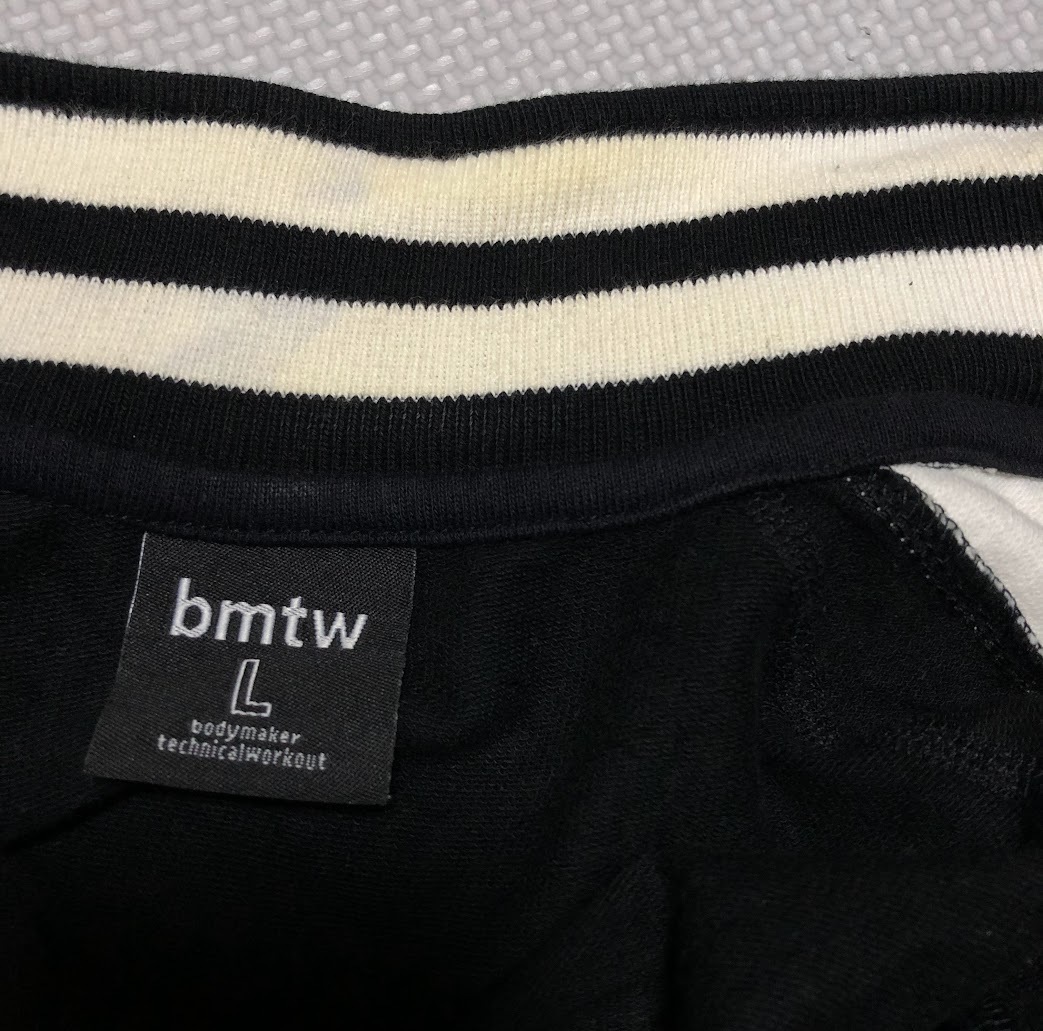 bmtw
L
bodymaker
technicalworkout